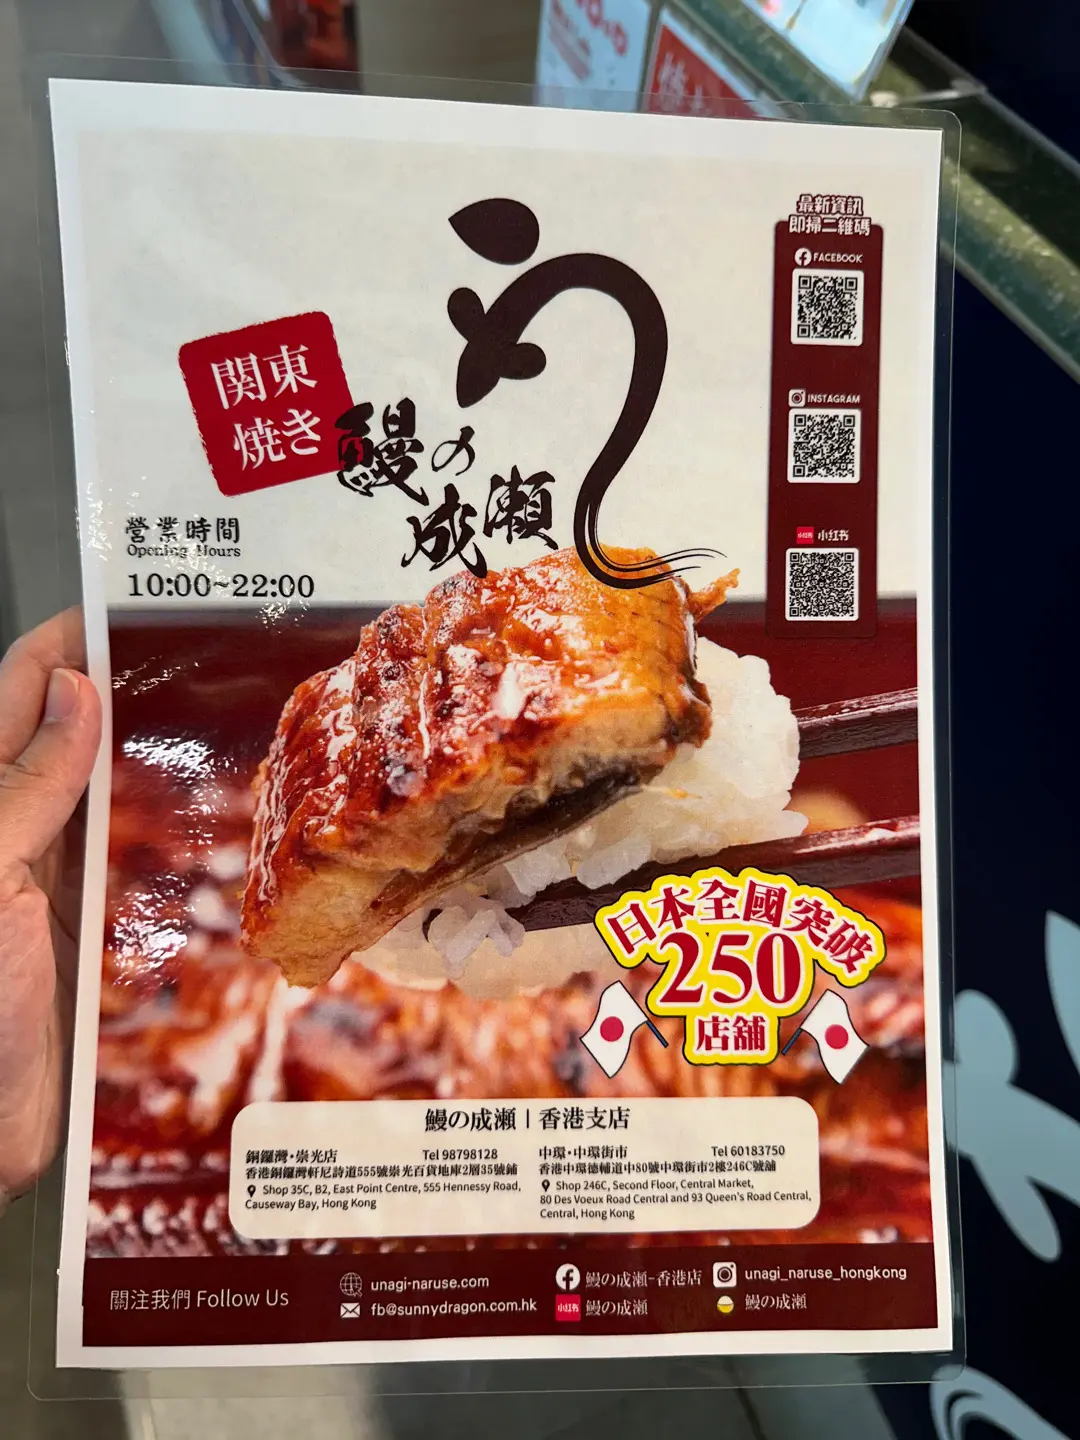 最新資訊
即掃二維碼
FACEBOOK
INSTAGRAM
小红书
小红书
関東
焼き
鰻の
成瀬
營業時間
Opening Hours
10:00~22:00
日本全國突破
250
店舖
鰻の成瀬 | 香港支店
銅鑼灣・崇光店 Tel 98798128
香港銅鑼灣軒尼詩道555號崇光百貨地庫2層35號舖
Shop 35C, B2, East Point Centre, 555 Hennessy Road,
Causeway Bay, Hong Kong
中環・中環街市 Tel 60183750
香港中環德輔道中80號中環街市2樓246C號舖
Shop 246C, Second Floor, Central Market,
80 Des Voeux Road Central and 93 Queen's Road Central,
Central, Hong Kong
關注我們 Follow Us
unagi-naruse.com
fb@sunnydragon.com.hk
鰻の成瀬-香港店
小红书 鰻の成瀬
unagi_naruse_hongkong
鰻の成瀬